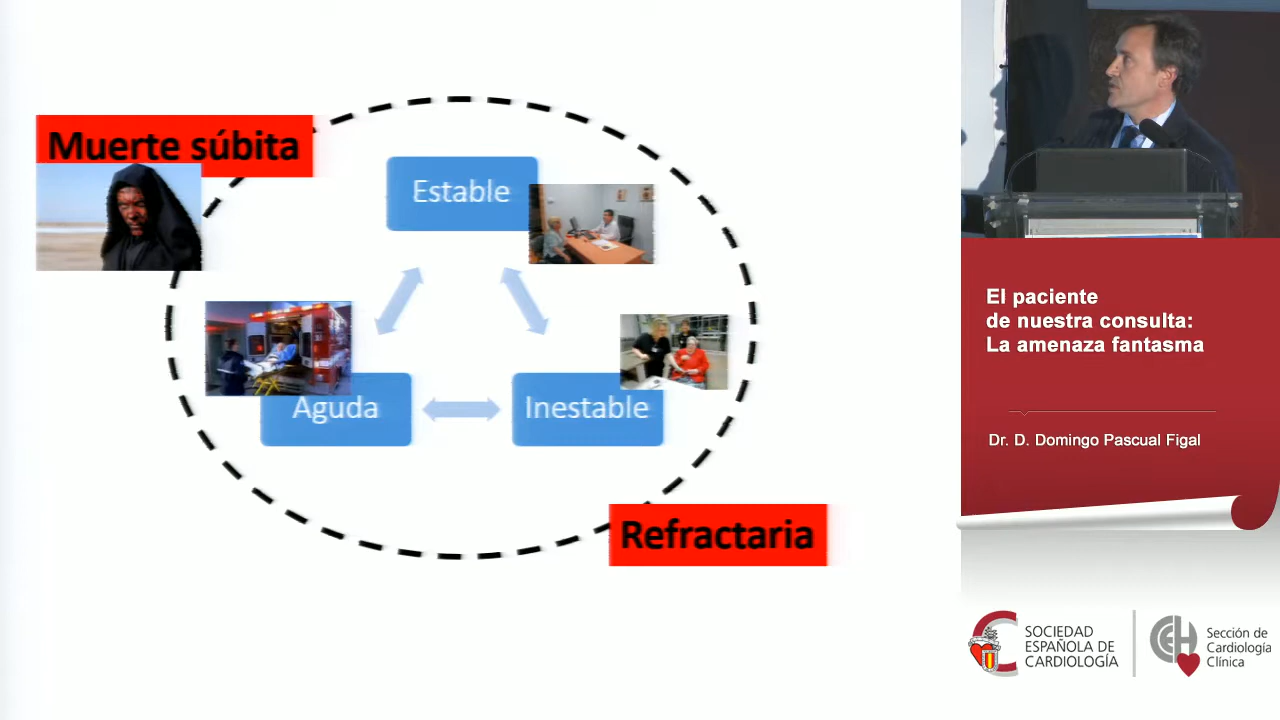 Muerte súbita
Estable
Aguda
Inestable
Refractaria
El paciente
de nuestra consulta:
La amenaza fantasma
Dr. D. Domingo Pascual Figal
SOCIEDAD
ESPAÑOLA DE
CARDIOLOGÍA
Sección de
Cardiología
Clínica